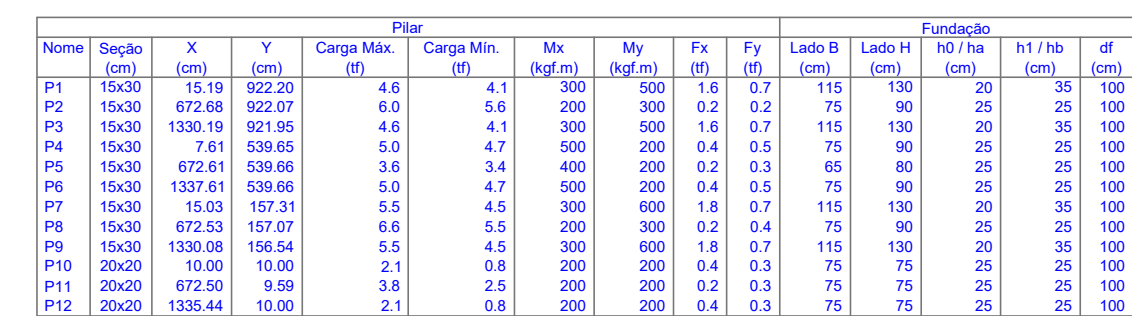 Pilar Fundação
Nome Seção X Y Carga Máx. Carga Mín. Mx My Fx Fy Lado B Lado H h0 / ha h1 / hb df
(cm) (cm) (cm) (tf) (tf) (kgf.m) (kgf.m) (tf) (tf) (cm) (cm) (cm) (cm) (cm)
P1 15x30 15.19 922.20 4.6 4.1 300 500 1.6 0.7 115 130 20 35 100
P2 15x30 672.68 922.07 6.0 5.6 200 300 0.2 0.2 75 90 25 25 100
P3 15x30 1330.19 921.95 4.6 4.1 300 500 1.6 0.7 115 130 20 35 100
P4 15x30 7.61 539.65 5.0 4.7 500 200 0.4 0.5 75 90 25 25 100
P5 15x30 672.61 539.66 3.6 3.4 400 200 0.2 0.3 65 80 25 25 100
P6 15x30 1337.61 539.66 5.0 4.7 500 200 0.4 0.5 75 90 25 25 100
P7 15x30 15.03 157.31 5.5 4.5 300 600 1.8 0.7 115 130 20 35 100
P8 15x30 672.53 157.07 6.6 5.5 200 300 0.2 0.4 75 90 25 25 100
P9 15x30 1330.08 156.54 5.5 4.5 300 600 1.8 0.7 115 130 20 35 100
P10 20x20 10.00 10.00 2.1 0.8 200 200 0.4 0.3 75 75 25 25 100
P11 20x20 672.50 9.59 3.8 2.5 200 200 0.2 0.3 75 75 25 25 100
P12 20x20 1335.44 10.00 2.1 0.8 200 200 0.4 0.3 75 75 25 25 100